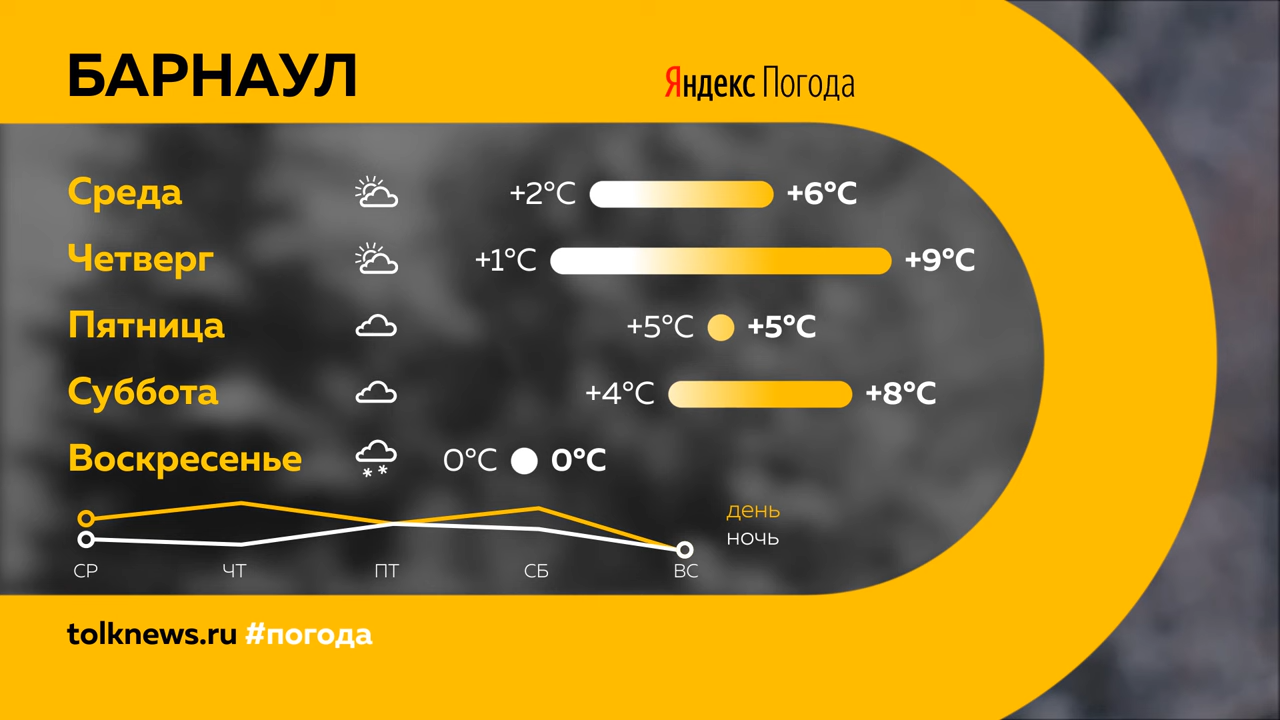 БАРНАУЛ
Яндекс Погода
Среда +2°C +6°C
Четверг +1°C +9°C
Пятница +5°C +5°C
Суббота +4°C +8°C
Воскресенье 0°C 0°C
день
ночь
СР ЧТ ПТ СБ ВС
tolknews.ru #погода